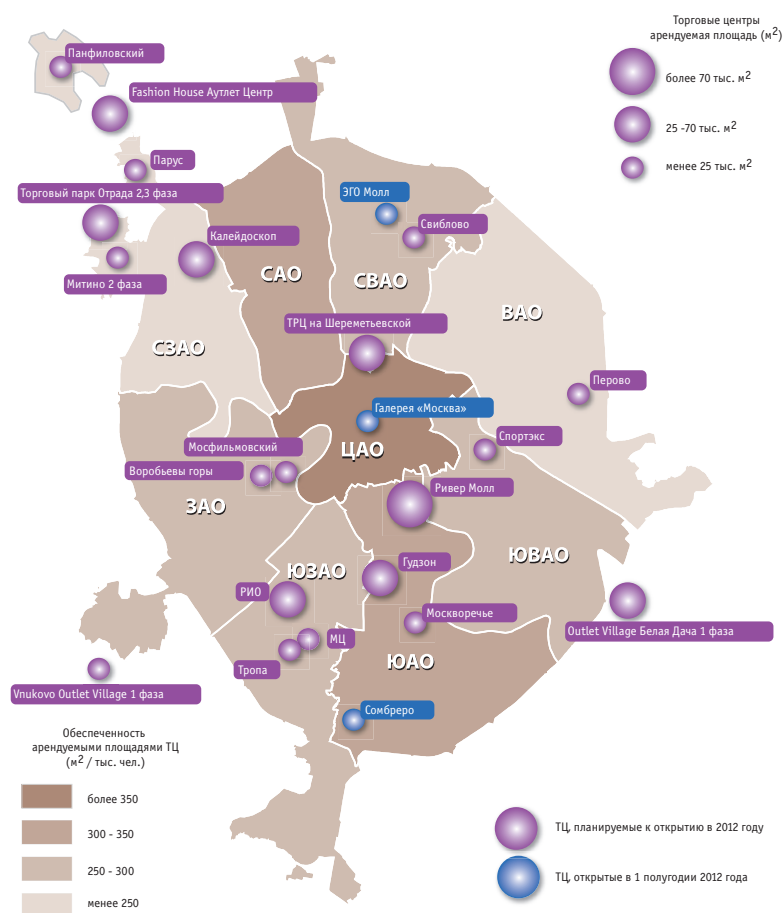 Торговые центры
арендуемая площадь (м²)
более 70 тыс. м²
25 -70 тыс. м²
менее 25 тыс. м²
Панфиловский
Fashion House Аутлет Центр
Парус
Торговый парк Отрада 2,3 фаза
ЭГО Молл
Свиблово
Калейдоскоп
Митино 2 фаза
САО
СВАО
ВАО
ТРЦ на Шереметьевской
СЗАО
Перово
Галерея «Москва»
Спортэкс
Мосфильмовский
ЦАО
Воробьевы горы
Ривер Молл
ЗАО
ЮВАО
Гудзон
ЮЗАО
РИО
Москворечье
Outlet Village Белая Дача 1 фаза
МЦ
Тропа
ЮАО
Vnukovo Outlet Village 1 фаза
Сомбреро
Обеспеченность
арендуемыми площадями ТЦ
(м² / тыс. чел.)
более 350
300 - 350
250 - 300
менее 250
ТЦ, планируемые к открытию в 2012 году
ТЦ, открытые в 1 полугодии 2012 года